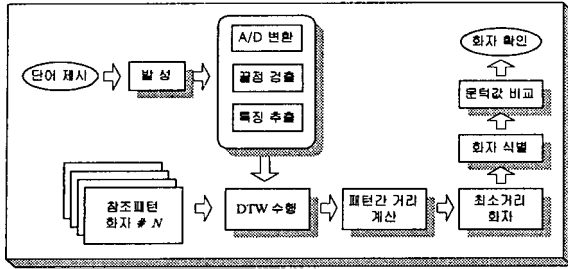 단어 제시
발 성
A/D 변환
끝점 검출
특징 추출
참조패턴
화자 # N
DTW 수행
패턴간 거리
계산
최소거리
화자
화자 식별
문턱값 비교
화자 확인